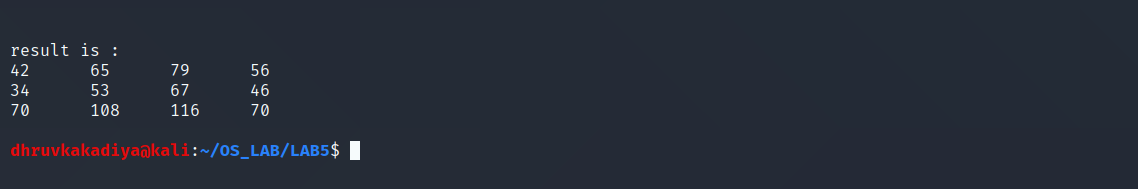 result is :
42 65 79 56
34 53 67 46
70 108 116 70
dhruvkakadiya@kali:~/OS_LAB/LAB5$